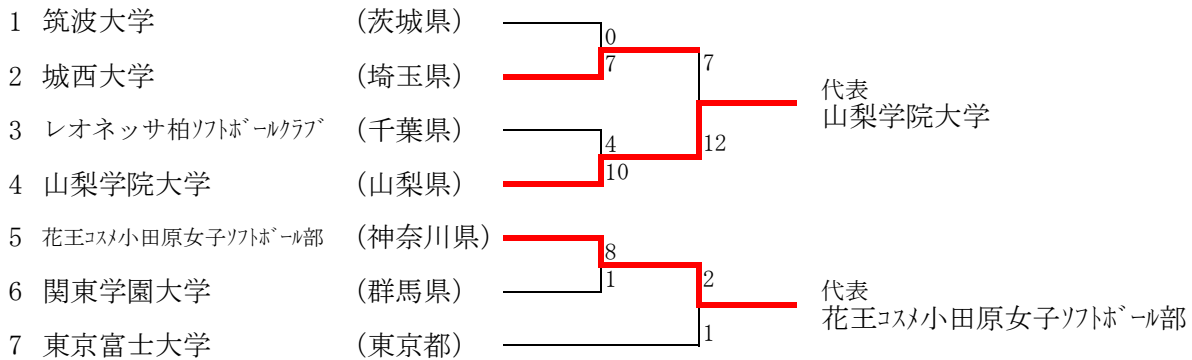 1 筑波大学 (茨城県)
0
7
2 城西大学 (埼玉県)
7
代表
山梨学院大学
3 レオネッサ柏ｿﾌﾄﾎﾞｰﾙｸﾗﾌﾞ (千葉県)
4
12
10
4 山梨学院大学 (山梨県)
5 花王ｺｽﾒ小田原女子ｿﾌﾄﾎﾞｰﾙ部 (神奈川県)
8
1
2
6 関東学園大学 (群馬県)
代表
花王ｺｽﾒ小田原女子ｿﾌﾄﾎﾞｰﾙ部
1
7 東京富士大学 (東京都)